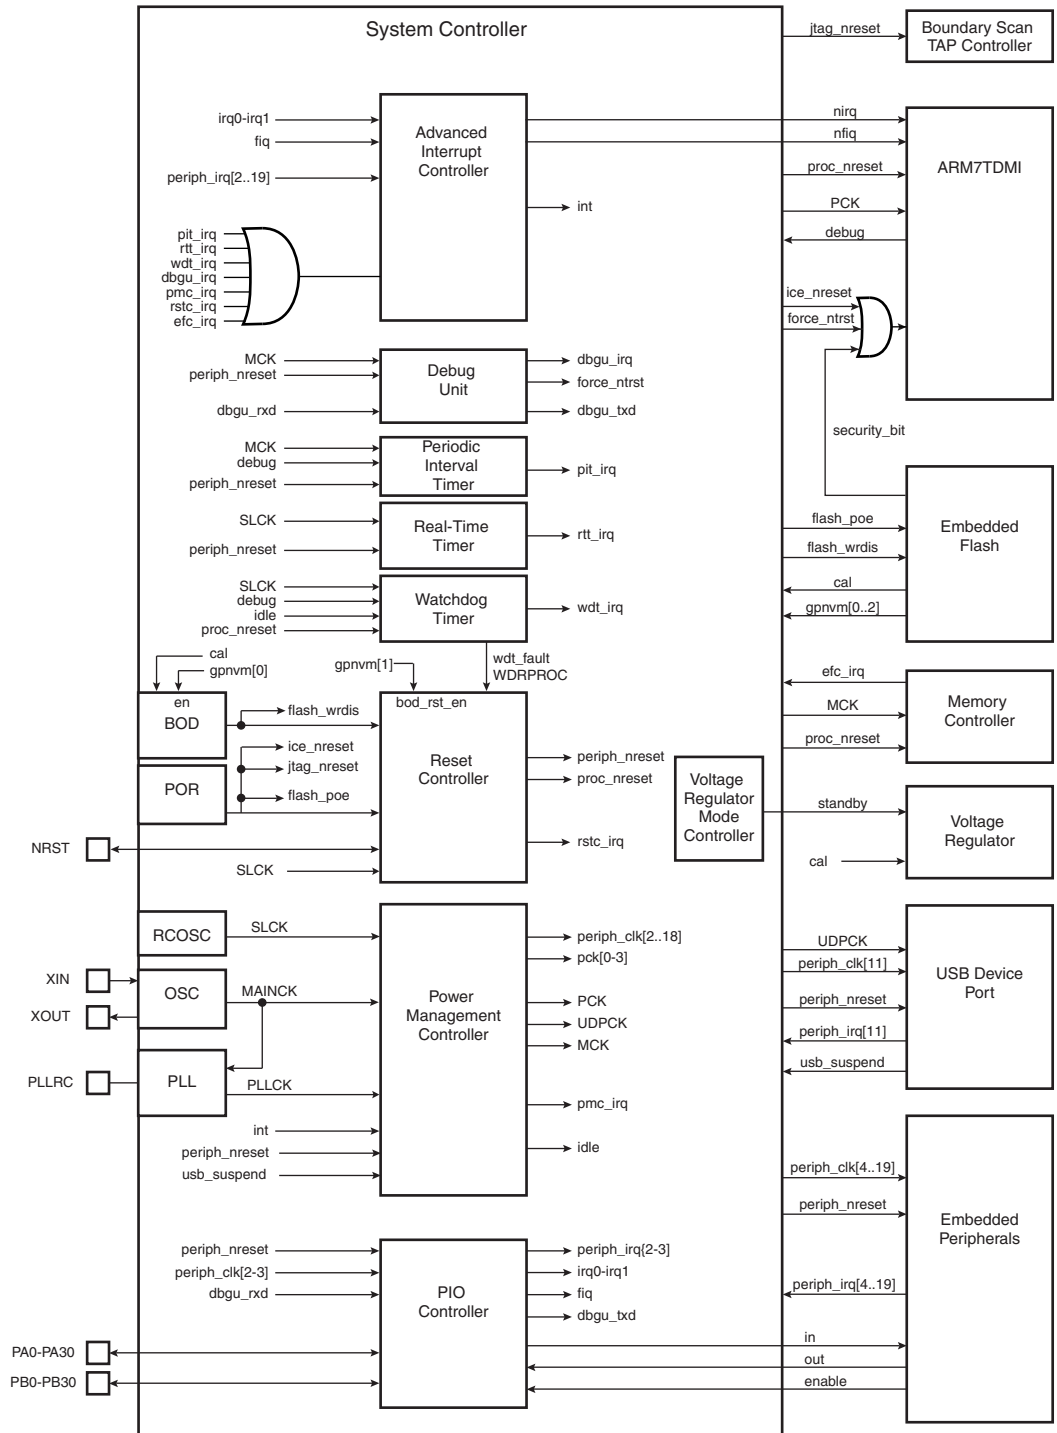 System Controller
jtag_nreset
Boundary Scan
TAP Controller
irq0-irq1
fiq
periph_irq[2..19]
Advanced
Interrupt
Controller
int
nirq
nfiq
proc_nreset
PCK
debug
ARM7TDMI
pit_irq
rtt_irq
wdt_irq
dbgu_irq
pmc_irq
rstc_irq
efc_irq
ice_nreset
force_ntrst
security_bit
MCK
periph_nreset
dbgu_rxd
Debug
Unit
dbgu_irq
force_ntrst
dbgu_txd
MCK
debug
periph_nreset
Periodic
Interval
Timer
pit_irq
SLCK
periph_nreset
Real-Time
Timer
rtt_irq
flash_poe
flash_wrdis
cal
gpnvm[0..2]
Embedded
Flash
SLCK
debug
idle
proc_nreset
Watchdog
Timer
wdt_irq
cal
gpnvm[0]
gpnvm[1]
wdt_fault
WDRPROC
en
BOD
flash_wrdis
bod_rst_en
POR
ice_nreset
jtag_nreset
flash_poe
Reset
Controller
periph_nreset
proc_nreset
rstc_irq
NRST
SLCK
efc_irq
MCK
proc_nreset
Memory
Controller
Voltage
Regulator
Mode
Controller
standby
cal
Voltage
Regulator
RCOSC
SLCK
XIN
XOUT
OSC
MAINCK
PLLRC
PLL
PLLCK
int
periph_nreset
usb_suspend
Power
Management
Controller
periph_clk[2..18]
pck[0-3]
PCK
UDPCK
MCK
pmc_irq
idle
UDPCK
periph_clk[11]
periph_nreset
periph_irq[11]
usb_suspend
USB Device
Port
periph_clk[4..19]
periph_nreset
periph_irq[4..19]
Embedded
Peripherals
periph_nreset
periph_clk[2-3]
dbgu_rxd
PIO
Controller
periph_irq{2-3]
irq0-irq1
fiq
dbgu_txd
PA0-PA30
PB0-PB30
in
out
enable